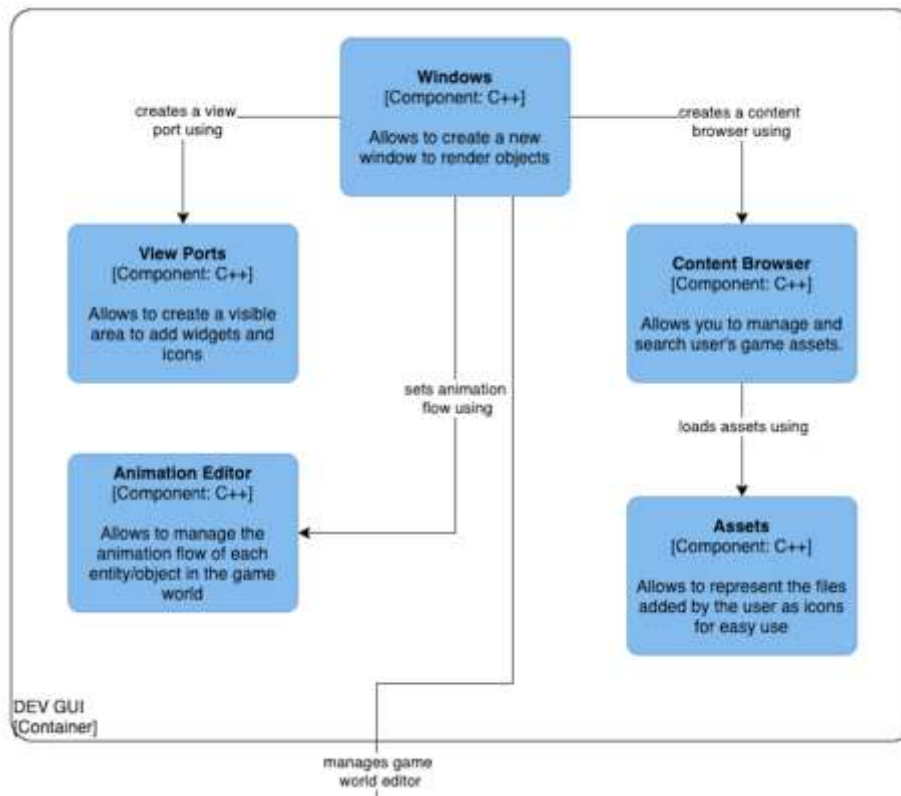 Windows
[Component: C++]
Allows to create a new
window to render objects
creates a view
port using
creates a content
browser using
View Ports
[Component: C++]
Allows to create a visible
area to add widgets and
icons
Content Browser
[Component: C++]
Allows you to manage and
search user's game assets.
sets animation
flow using
loads assets using
Animation Editor
[Component: C++]
Allows to manage the
animation flow of each
entity/object in the game
world
Assets
[Component: C++]
Allows to represent the files
added by the user as icons
for easy use
DEV GUI
[Container]
manages game
world editor